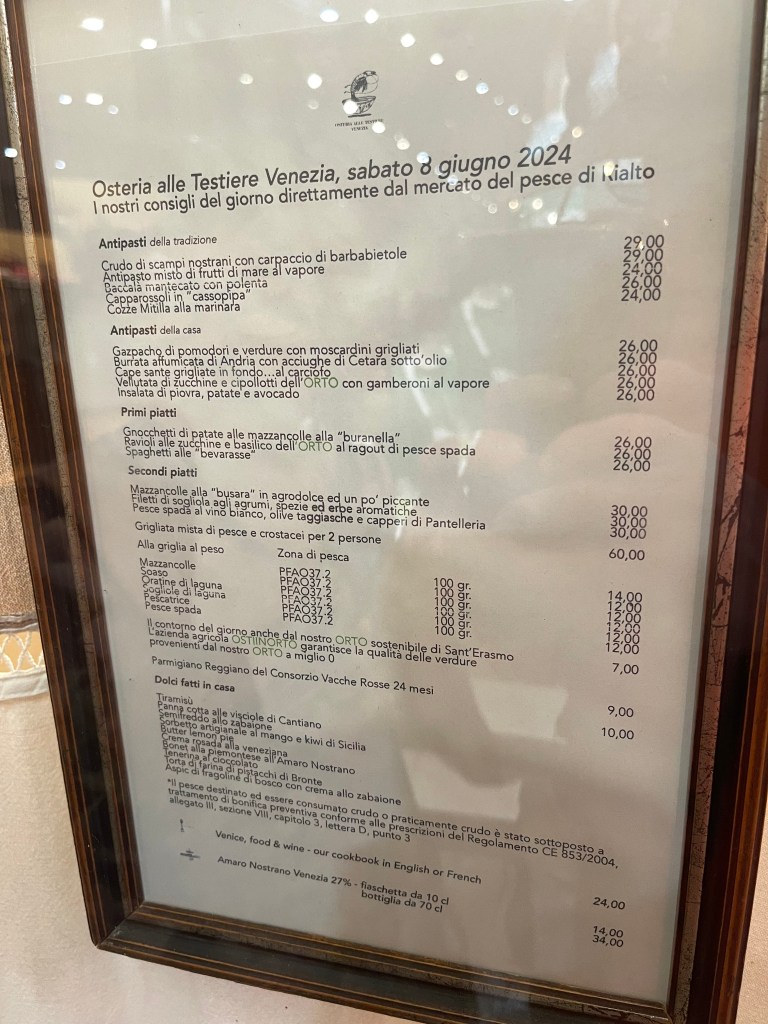 OSTERIA ALLE TESTIERE
VENEZIA
Osteria alle Testiere Venezia, sabato 8 giugno 2024
I nostri consigli del giorno direttamente dal mercato del pesce di Rialto
Antipasti della tradizione
Crudo di scampi nostrani con carpaccio di barbabietole 29,00
Antipasto misto di frutti di mare al vapore 29,00
Baccalà mantecato con polenta 24,00
Capparossoli in "cassopipa" 26,00
Cozze Mitilla alla marinara 24,00
Antipasti della casa
Gazpacho di pomodori e verdure con moscardini grigliati 26,00
Burrata affumicata di Andria con acciughe di Cetara sotto'olio 26,00
Cape sante grigliate in fondo...al carciofo 26,00
Vellutata di zucchine e cipollotti dell'ORTO con gamberoni al vapore 26,00
Insalata di piovra, patate e avocado 26,00
Primi piatti
Gnocchetti di patate alle mazzancolle alla "buranella" 26,00
Ravioli alle zucchine e basilico dell'ORTO al ragout di pesce spada 26,00
Spaghetti alle "bevarasse" 26,00
Secondi piatti
Mazzancolle alla "busara" in agrodolce ed un po' piccante 30,00
Filetti di sogliola agli agrumi, spezie ed erbe aromatiche 30,00
Pesce spada al vino bianco, olive taggiasche e capperi di Pantelleria 30,00
Grigliata mista di pesce e crostacei per 2 persone 60,00
Alla griglia al peso Zona di pesca
Mazzancolle PFAO37.2 100 gr. 14,00
Soaso PFAO37.2 100 gr. 12,00
Oratine di laguna PFAO37.2 100 gr. 12,00
Sogliole di laguna PFAO37.2 100 gr. 12,00
Pescatrice PFAO37.2 100 gr. 12,00
Pesce spada PFAO37.2 100 gr. 12,00
Il contorno del giorno anche dal nostro ORTO sostenibile di Sant'Erasmo 7,00
L'azienda agricola OSTIINORTO garantisce la qualità delle verdure
provenienti dal nostro ORTO a miglio 0
Parmigiano Reggiano del Consorzio Vacche Rosse 24 mesi 9,00
Dolci fatti in casa 10,00
Tiramisù
Panna cotta alle visciole di Cantiano
Semifreddo allo zabaione
Sorbetto artigianale al mango e kiwi di Sicilia
Butter lemon pie
Crema rosada alla veneziana
Bonet alla piemontese all'Amaro Nostrano
Tenerina al cioccolato
Torta di farina di pistacchi di Bronte
Aspic di fragoline di bosco con crema allo zabaione
*Il pesce destinato ed essere consumato crudo o praticamente crudo è stato sottoposto a
trattamento di bonifica preventiva conforme alle prescrizioni del Regolamento CE 853/2004,
allegato III, sezione VIII, capitolo 3, lettera D, punto 3
Venice, food & wine - our cookbook in English or French 24,00
Amaro Nostrano Venezia 27% - fiaschetta da 10 cl 14,00
bottiglia da 70 cl 34,00